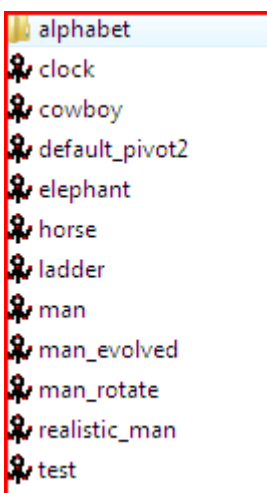 alphabet
clock
cowboy
default_pivot2
elephant
horse
ladder
man
man_evolved
man_rotate
realistic_man
test